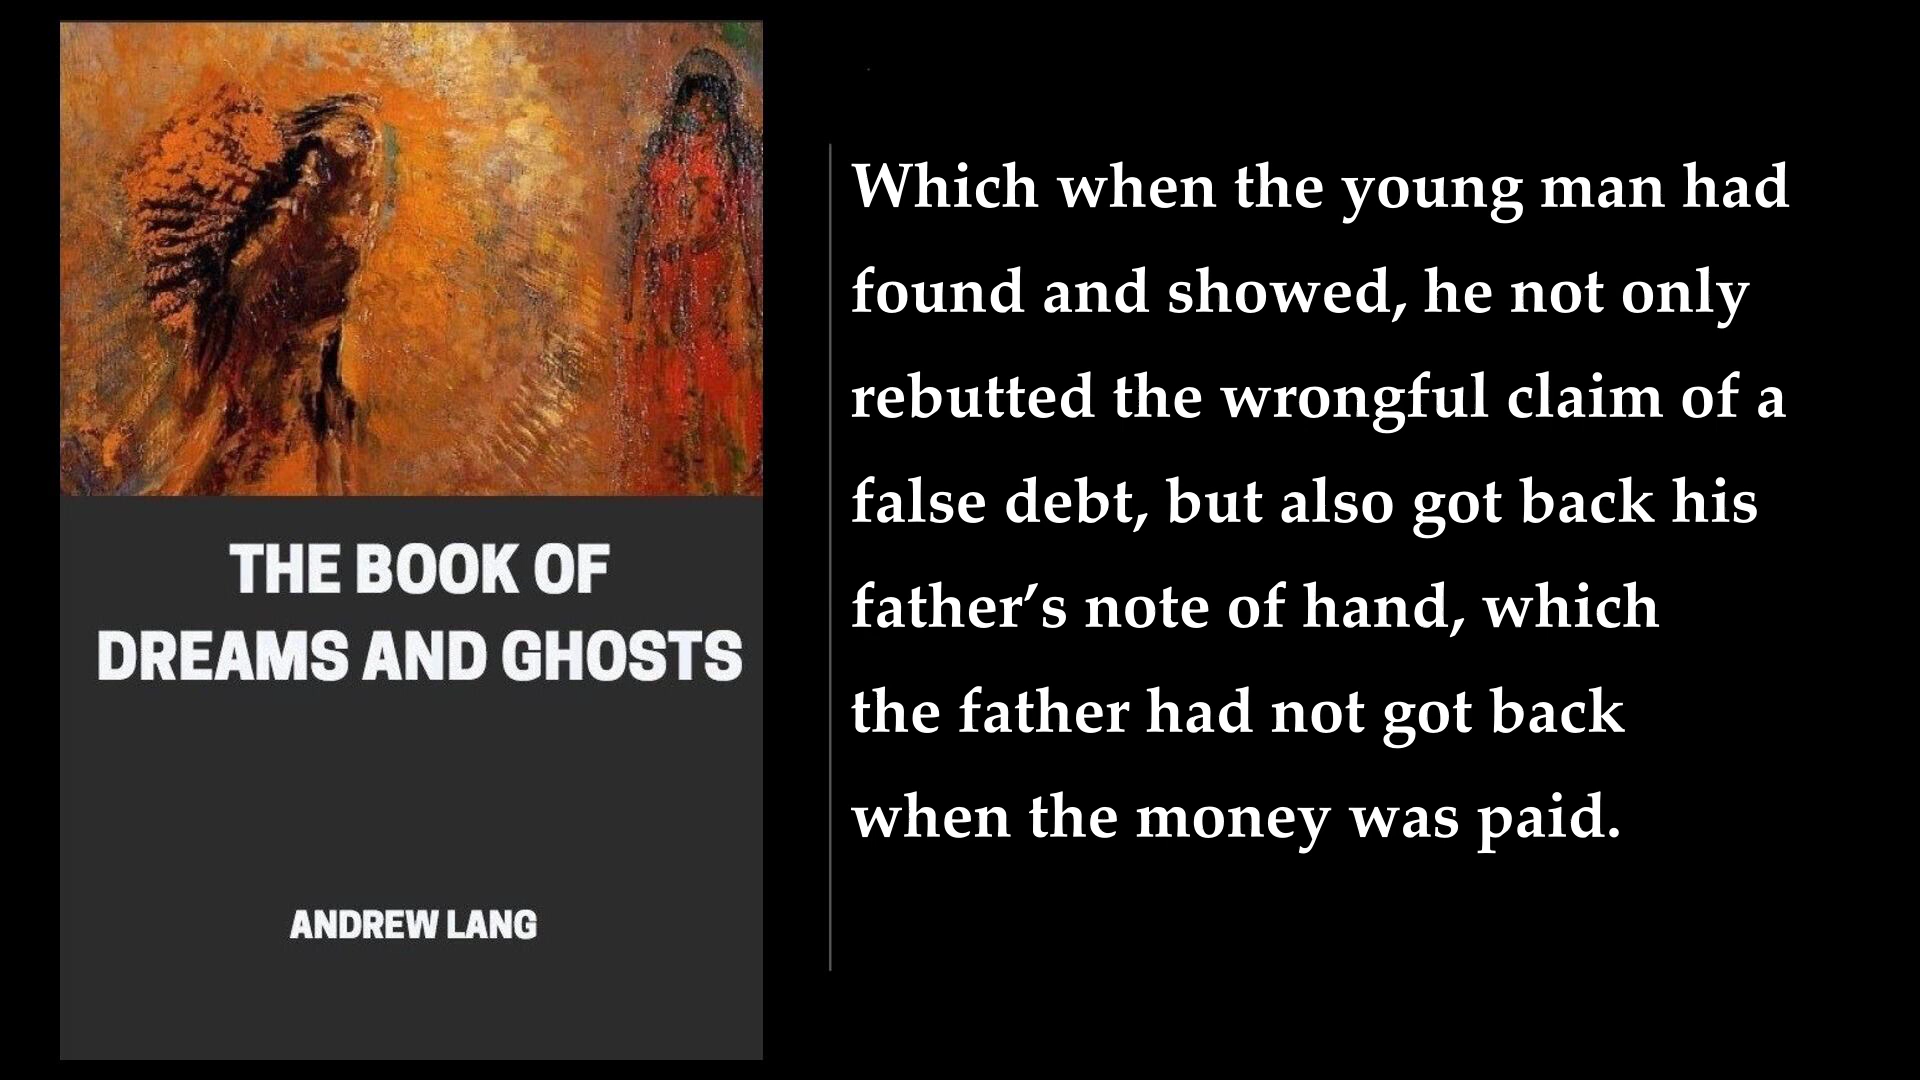 THE BOOK OF
DREAMS AND GHOSTS
ANDREW LANG
Which when the young man had
found and showed, he not only
rebutted the wrongful claim of a
false debt, but also got back his
father’s note of hand, which
the father had not got back
when the money was paid.